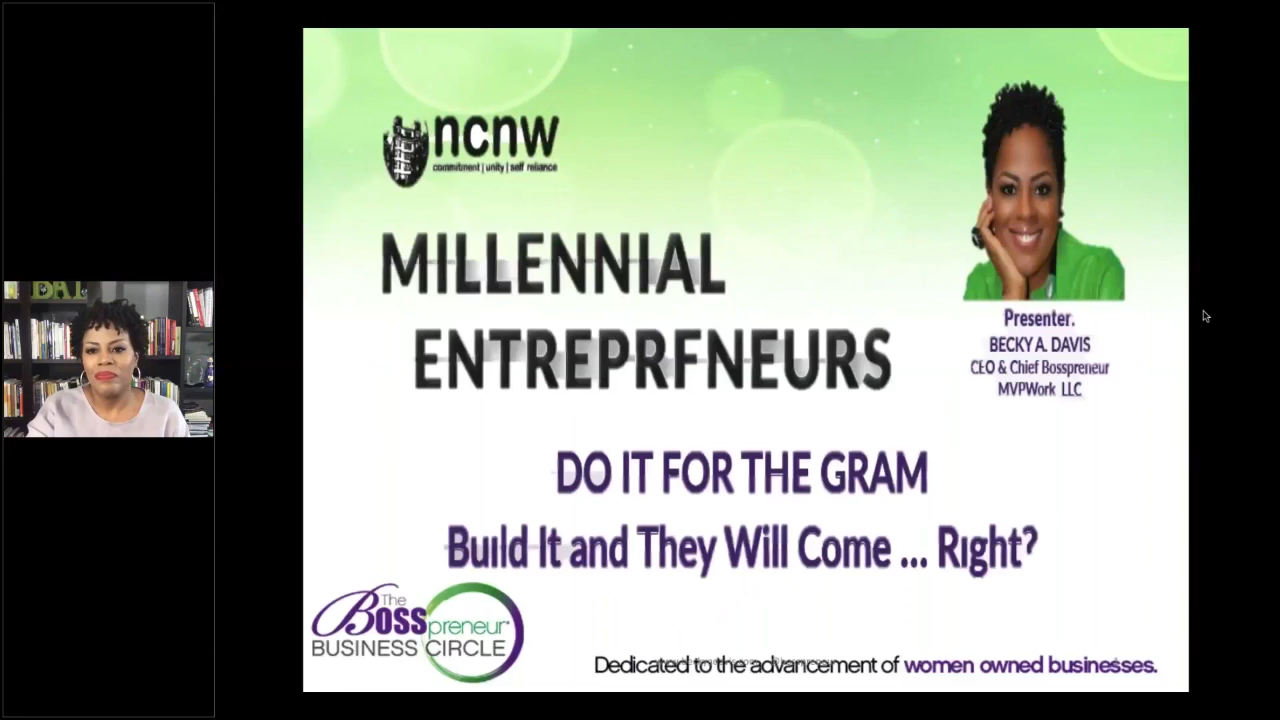 ncnw
commitment | unity | self reliance
MILLENNIAL
ENTREPRFNEURS
Presenter.
BECKY A. DAVIS
CEO & Chief Bosspreneur
MVPWork LLC
DO IT FOR THE GRAM
Build It and They Will Come ... Right?
The
BOSSpreneur
BUSINESS CIRCLE
Dedicated to the advancement of women owned businesses.